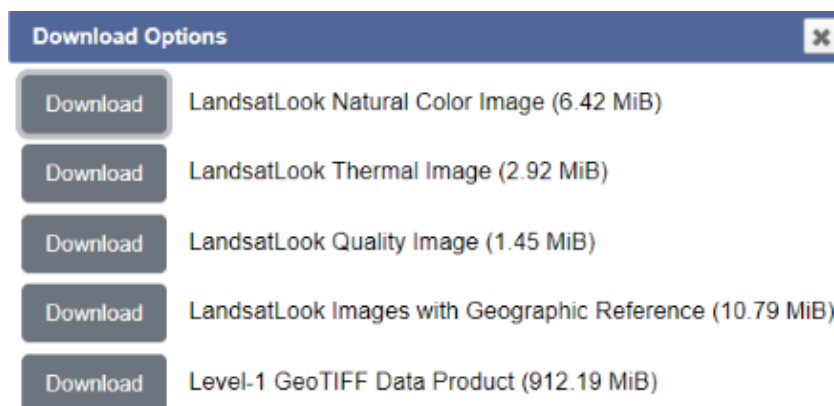 Download Options
Download LandsatLook Natural Color Image (6.42 MiB)
Download LandsatLook Thermal Image (2.92 MiB)
Download LandsatLook Quality Image (1.45 MiB)
Download LandsatLook Images with Geographic Reference (10.79 MiB)
Download Level-1 GeoTIFF Data Product (912.19 MiB)